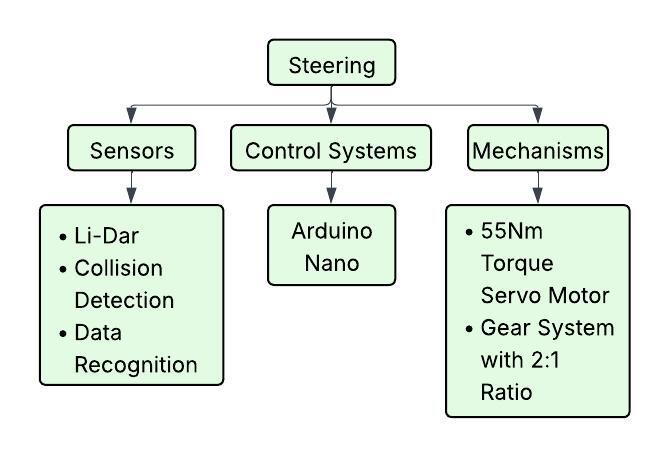 Steering
Sensors
Control Systems
Mechanisms
• Li-Dar
• Collision
Detection
• Data
Recognition
Arduino
Nano
• 55Nm
Torque
Servo Motor
• Gear System
with 2:1
Ratio